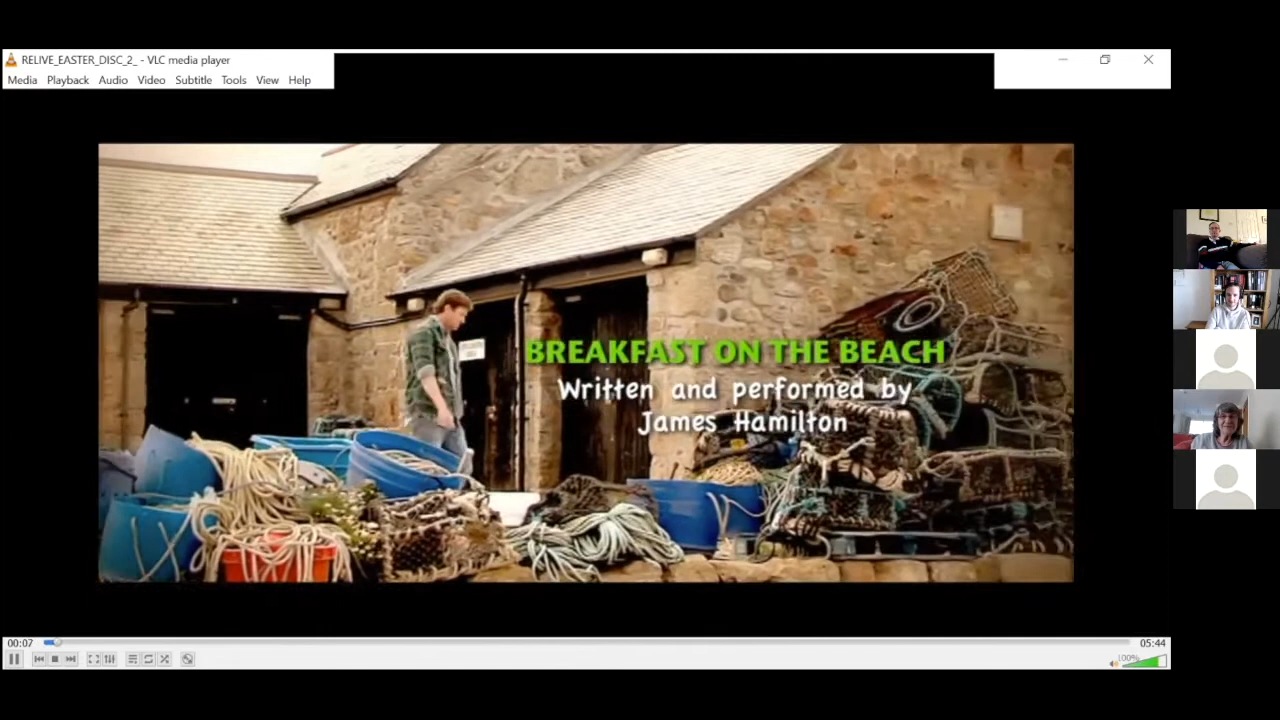 RELIVE_EASTER_DISC_2_ - VLC media player
Media Playback Audio Video Subtitle Tools View Help
BREAKFAST ON THE BEACH
Written and performed by
James Hamilton
00:07
05:44
100%